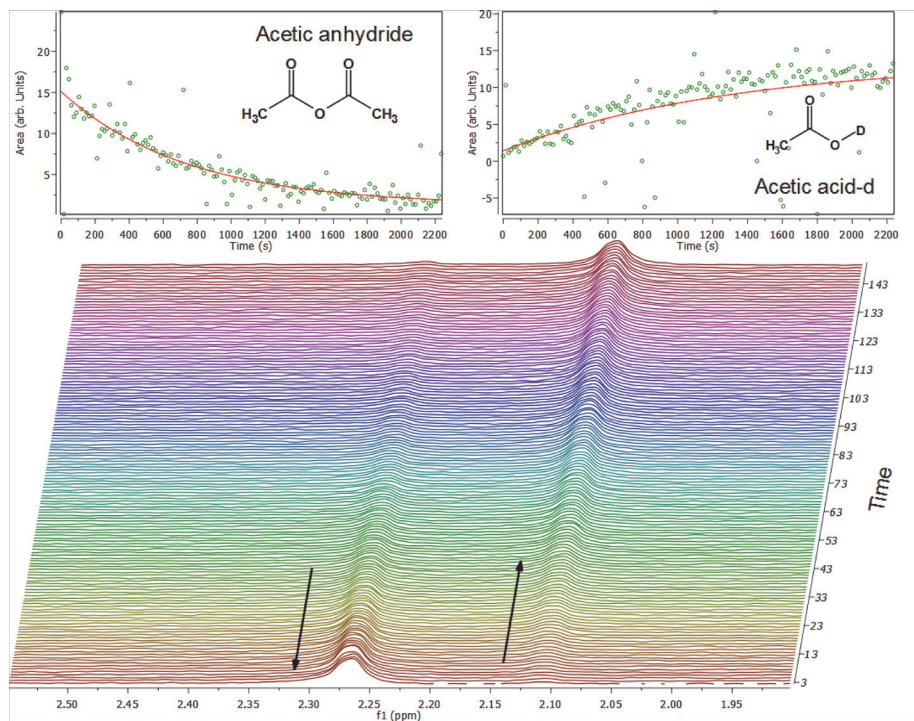 Acetic anhydride
O O
H₃C O CH₃
Area (arb. Units)
20
15
10
5
0 200 400 600 800 1000 1200 1400 1600 1800 2000 2200
Time (s)
Acetic acid-d
O
H₃C O D
Area (arb. Units)
20
15
10
5
0
-5
0 200 400 600 800 1000 1200 1400 1600 1800 2000 2200
Time (s)
143
133
123
113
103
93
83
73
63
53
43
33
23
13
3
Time
2.50 2.45 2.40 2.35 2.30 2.25 2.20 2.15 2.10 2.05 2.00 1.95
f1 (ppm)